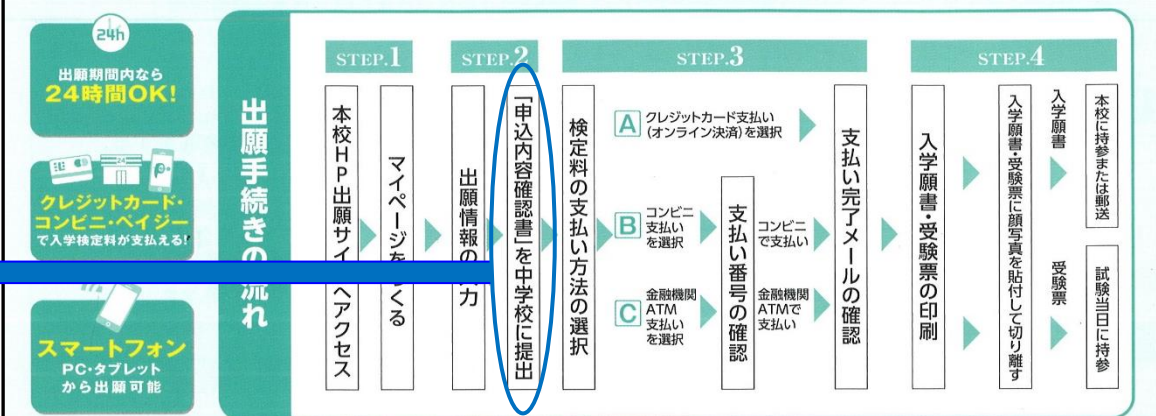 24h
出願期間内なら
24時間OK!
クレジットカード・
コンビニ・ペイジー
で入学検定料が支払える!
スマートフォン
PC・タブレット
から出願可能
出願手続きの流れ
STEP.1
本校HP出願サイトへアクセス
マイページをつくる
STEP.2
出願情報の入力
「申込内容確認書」を中学校に提出
STEP.3
検定料の支払い方法の選択
A クレジットカード支払い
(オンライン決済)を選択
B コンビニ
支払い
を選択
C 金融機関
ATM
支払い
を選択
支払い番号の確認
コンビニ
で支払い
金融機関
ATMで
支払い
支払い完了メールの確認
STEP.4
入学願書・受験票の印刷
入学願書・受験票に顔写真を貼付して切り離す
入学願書
本校に持参または郵送
受験票
試験当日に持参